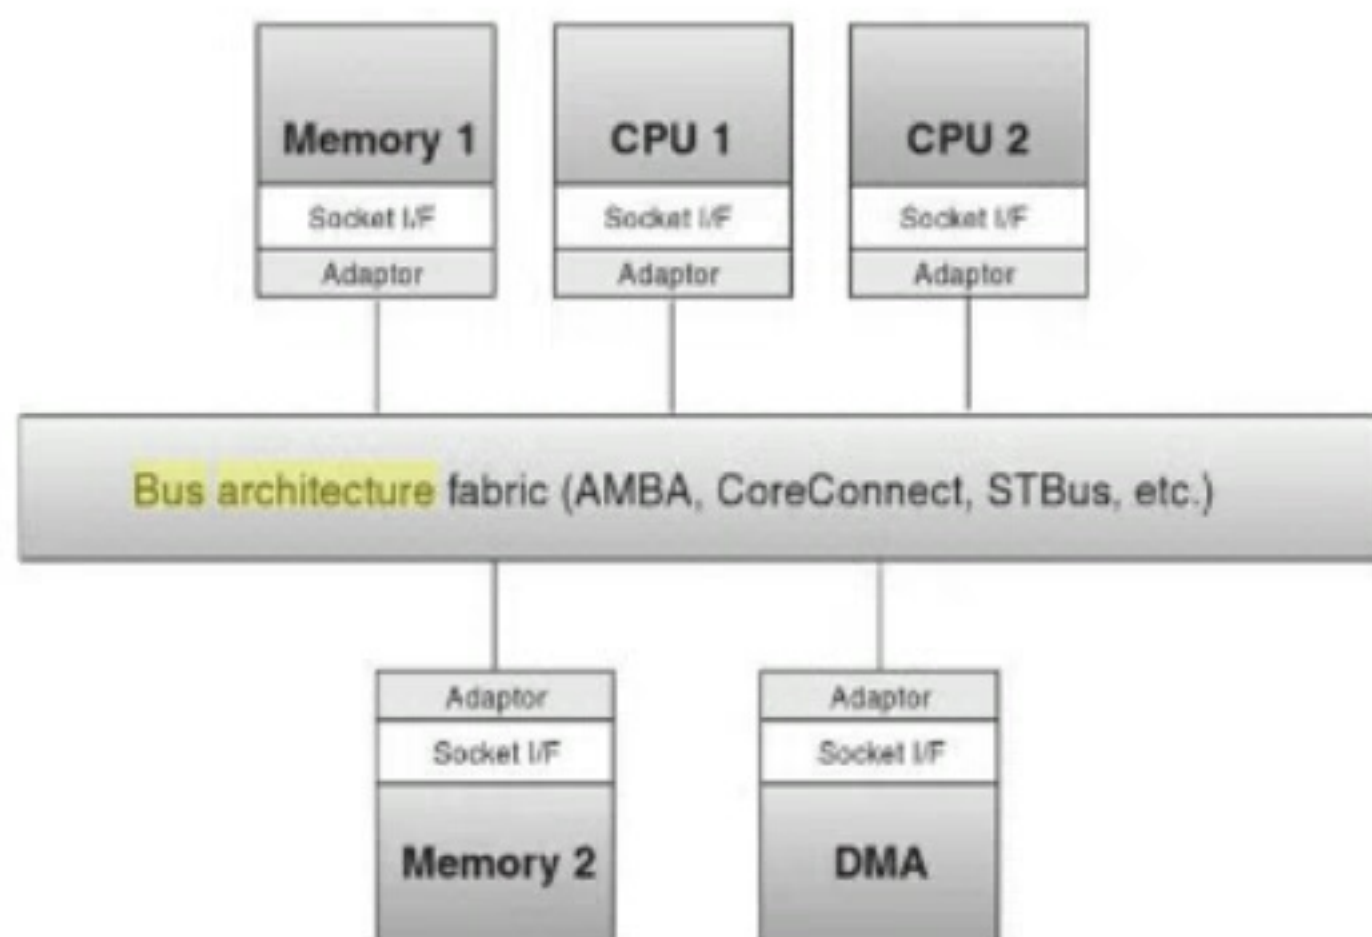 Memory 1
Socket I/F
Adaptor
CPU 1
Socket I/F
Adaptor
CPU 2
Socket I/F
Adaptor
Bus architecture fabric (AMBA, CoreConnect, STBus, etc.)
Adaptor
Socket I/F
Memory 2
Adaptor
Socket I/F
DMA